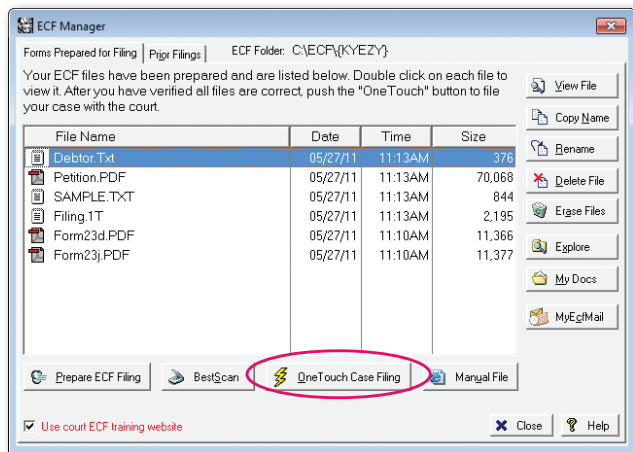 ECF Manager
Forms Prepared for Filing Prior Filings ECF Folder: C:\ECF\{KYEZY}
Your ECF files have been prepared and are listed below. Double click on each file to
view it. After you have verified all files are correct, push the "OneTouch" button to file
your case with the court.
File Name Date Time Size
Debtor.Txt 05/27/11 11:13AM 376
Petition.PDF 05/27/11 11:13AM 70,068
SAMPLE.TXT 05/27/11 11:13AM 844
Filing.1T 05/27/11 11:13AM 2,195
Form23d.PDF 05/27/11 11:10AM 11,366
Form23j.PDF 05/27/11 11:10AM 11,377
View File
Copy Name
Rename
Delete File
Erase Files
Explore
My Docs
MyEcfMail
Prepare ECF Filing BestScan OneTouch Case Filing Manual File
Use court ECF training website Close Help